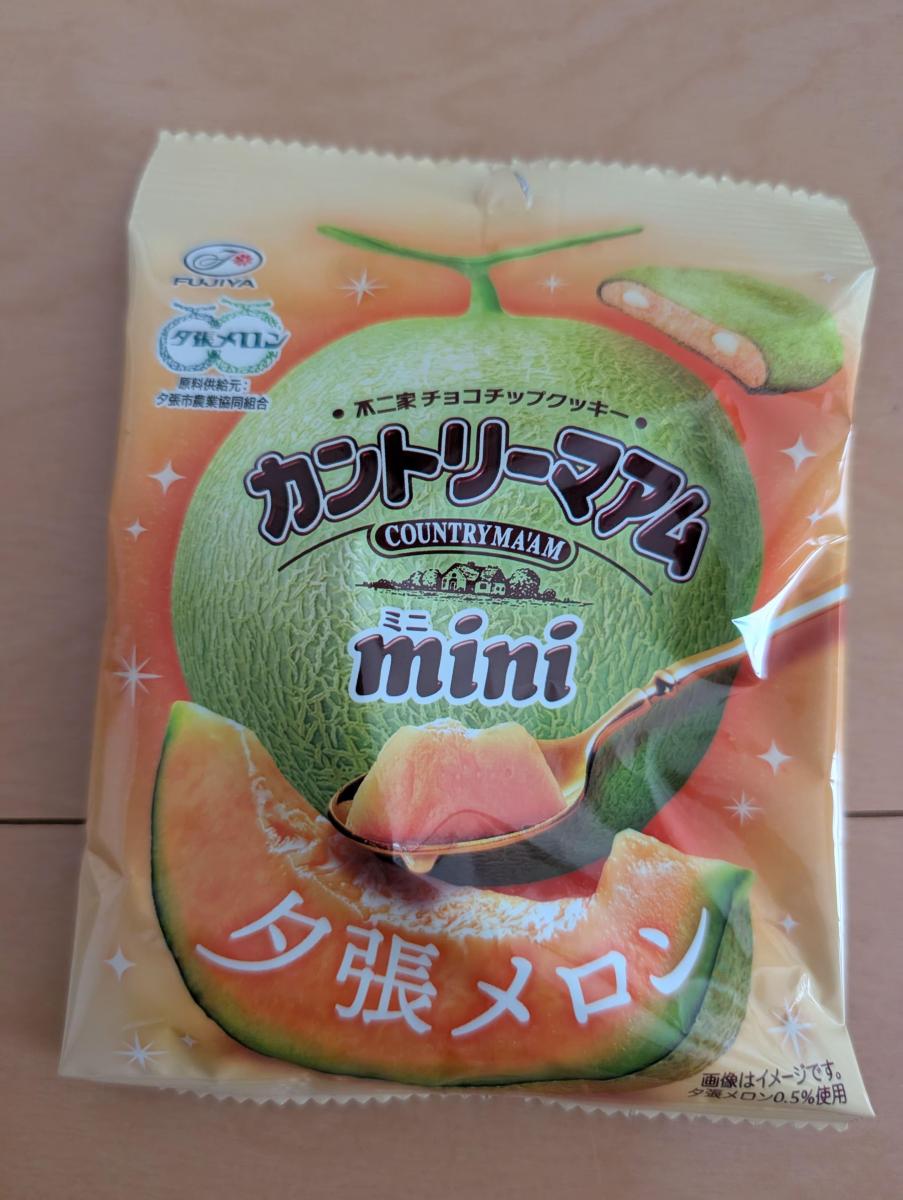 FUJIYA
夕張メロン
原料供給元:
夕張市農業協同組合
• 不二家 チョコチップクッキー •
カントリーマアム
COUNTRY MA'AM
ミニ
mini
夕張メロン
画像はイメージです。
夕張メロン0.5%使用